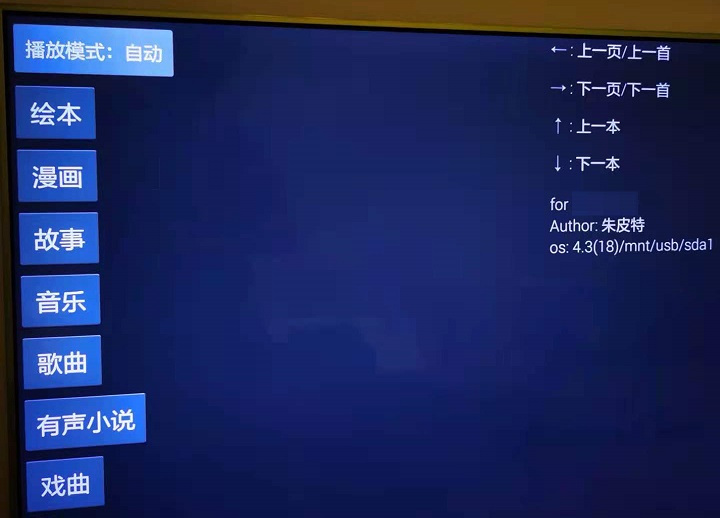 播放模式：自动
绘本
漫画
故事
音乐
歌曲
有声小说
戏曲
←：上一页/上一首
→：下一页/下一首
↑：上一本
↓：下一本
for
Author: 朱皮特
os: 4.3(18)/mnt/usb/sda1